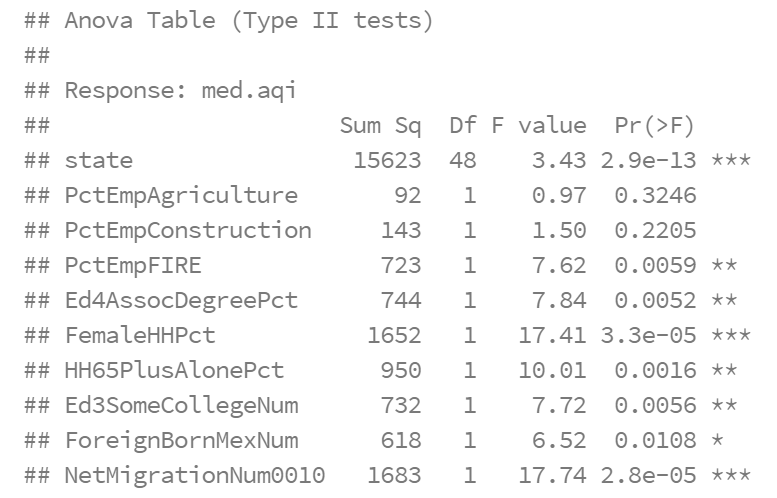 ## Anova Table (Type II tests)
##
## Response: med.aqi
##                    Sum Sq  Df F value  Pr(>F)
## state               15623  48    3.43 2.9e-13 ***
## PctEmpAgriculture      92   1    0.97  0.3246
## PctEmpConstruction    143   1    1.50  0.2205
## PctEmpFIRE            723   1    7.62  0.0059 **
## Ed4AssocDegreePct     744   1    7.84  0.0052 **
## FemaleHHPct          1652   1   17.41 3.3e-05 ***
## HH65PlusAlonePct      950   1   10.01  0.0016 **
## Ed3SomeCollegeNum     732   1    7.72  0.0056 **
## ForeignBornMexNum     618   1    6.52  0.0108 *
## NetMigrationNum0010  1683   1   17.74 2.8e-05 ***